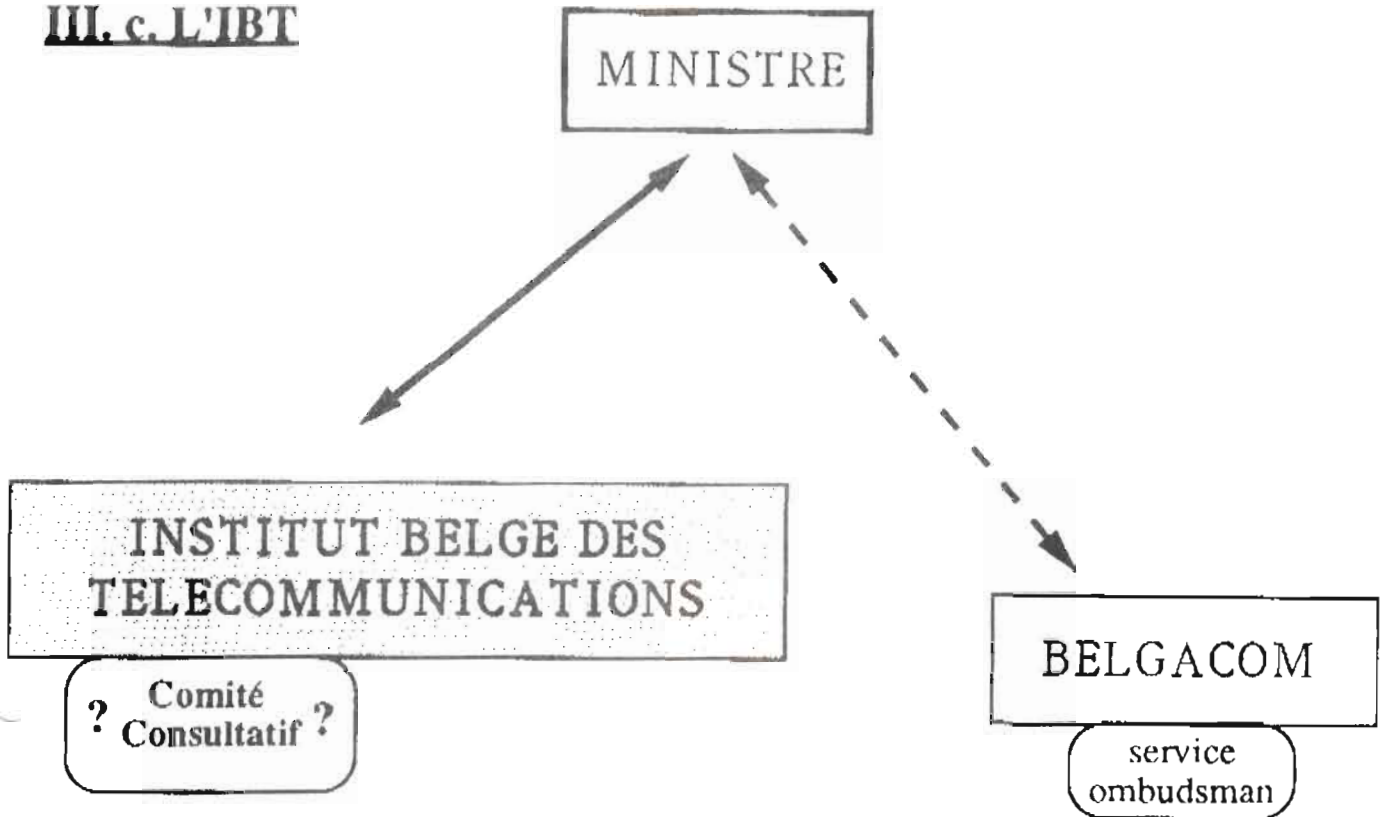 III. c. L'IBT
MINISTRE
INSTITUT BELGE DES
TELECOMMUNICATIONS
? Comité
Consultatif ?
BELGACOM
service
ombudsman